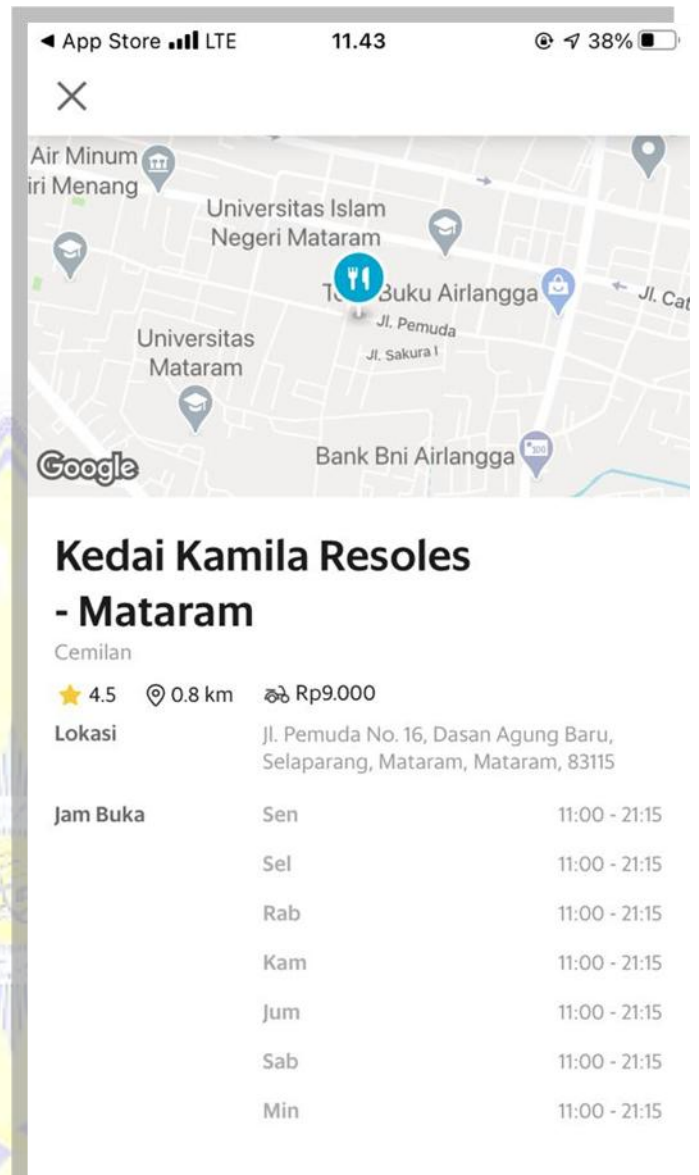 App Store LTE 11.43 38%
Air Minum
iri Menang
Universitas Islam
Negeri Mataram
Buku Airlangga
Jl. Cat
Jl. Pemuda
Jl. Sakura I
Universitas
Mataram
Bank Bni Airlangga
Google
Kedai Kamila Resoles
- Mataram
Cemilan
4.5 0.8 km Rp9.000
Lokasi Jl. Pemuda No. 16, Dasan Agung Baru,
Selaparang, Mataram, Mataram, 83115
Jam Buka Sen 11:00 - 21:15
Sel 11:00 - 21:15
Rab 11:00 - 21:15
Kam 11:00 - 21:15
Jum 11:00 - 21:15
Sab 11:00 - 21:15
Min 11:00 - 21:15